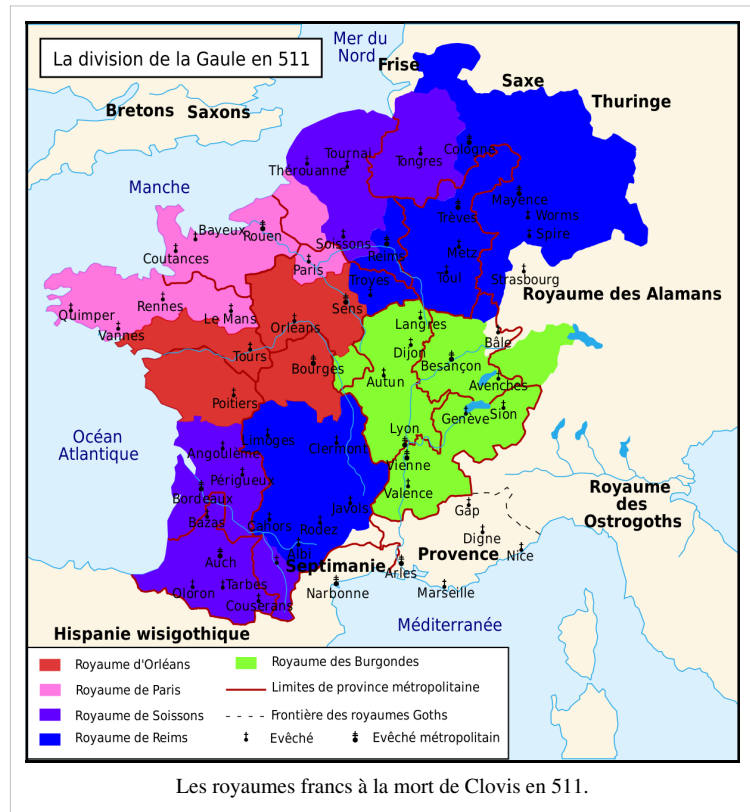 La division de la Gaule en 511
Mer du
Nord
Frise
Saxe
Thuringe
Bretons
Saxons
Tournai
Thérouanne
Tongres
Cologne
Manche
Mayence
Worms
Spire
Trèves
Bayeux
Rouen
Coutances
Soissons
Reims
Metz
Toul
Paris
Troyes
Strasbourg
Royaume des Alamans
Quimper
Rennes
Le Mans
Vannes
Sens
Orléans
Langres
Bâle
Tours
Dijon
Besançon
Bourges
Autun
Avenches
Poitiers
Genève
Sion
Océan
Atlantique
Lyon
Limoges
Clermont
Angoulême
Vienne
Périgueux
Valence
Bordeaux
Royaume
des
Ostrogoths
Javols
Gap
Bazas
Cahors
Rodez
Digne
Albi
Nice
Provence
Septimanie
Auch
Arles
Oloron
Tarbes
Narbonne
Marseille
Couserans
Méditerranée
Hispanie wisigothique
Royaume d'Orléans
Royaume de Paris
Royaume de Soissons
Royaume de Reims
Royaume des Burgondes
Limites de province métropolitaine
Frontière des royaumes Goths
Evêché
Evêché métropolitain
Les royaumes francs à la mort de Clovis en 511.